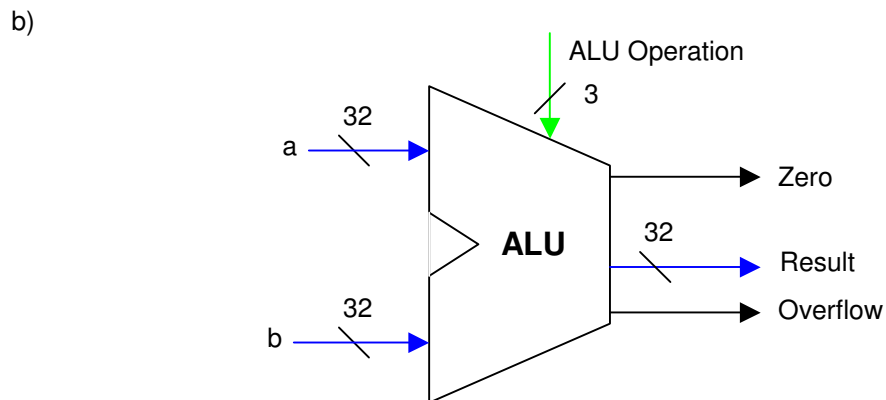 b)
ALU Operation
3
32
a
Zero
32
ALU
Result
32
Overflow
b